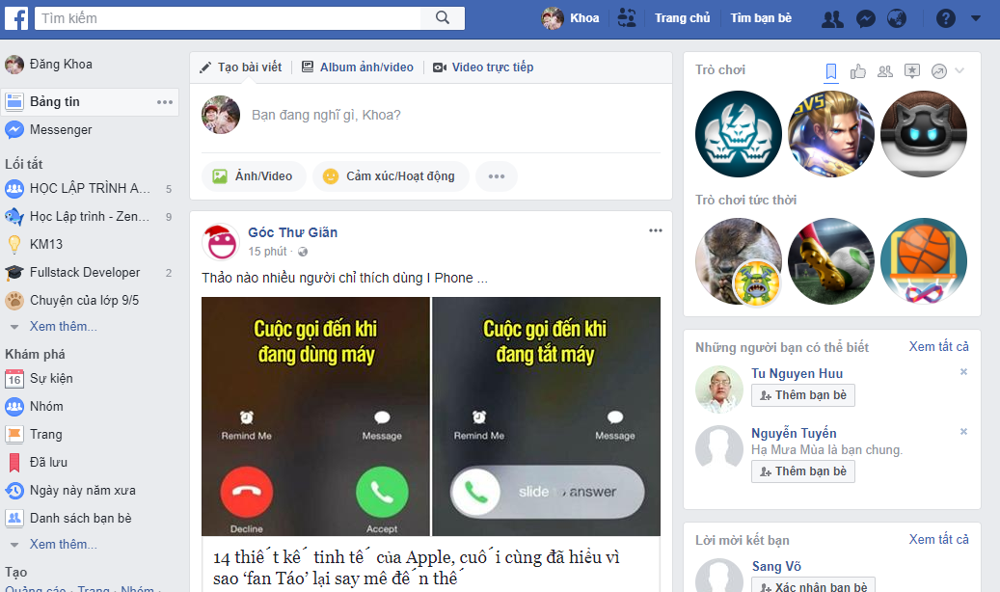 f
Tìm kiếm
Khoa
Trang chủ
Tìm bạn bè
Đăng Khoa
Bảng tin
Messenger
Lối tắt
HỌC LẬP TRÌNH A... 5
Học Lập trình - Zen... 9
KM13
Fullstack Developer 2
Chuyện của lớp 9/5
Xem thêm...
Khám phá
16 Sự kiện
Nhóm
Trang
Đã lưu
Ngày này năm xưa
Danh sách bạn bè
Xem thêm...
Tạo
Quảng cáo · Trang · Nhóm ·
Tạo bài viết
Album ảnh/video
Video trực tiếp
Bạn đang nghĩ gì, Khoa?
Ảnh/Video
Cảm xúc/Hoạt động
Góc Thư Giãn
15 phút ·
Thảo nào nhiều người chỉ thích dùng I Phone ...
Cuộc gọi đến khi
đang dùng máy
Remind Me
Message
Decline
Accept
Cuộc gọi đến khi
đang tắt máy
Remind Me
Message
slide › answer
14 thiết kế tinh tế của Apple, cuối cùng đã hiểu vì
sao ‘fan Táo’ lại say mê đến thế
Trò chơi
5V5
Trò chơi tức thời
Những người bạn có thể biết
Xem tất cả
Tu Nguyen Huu
Thêm bạn bè
Nguyễn Tuyến
Hạ Mưa Mùa là bạn chung.
Thêm bạn bè
Lời mời kết bạn
Xem tất cả
Sang Võ
Xác nhận bạn bè